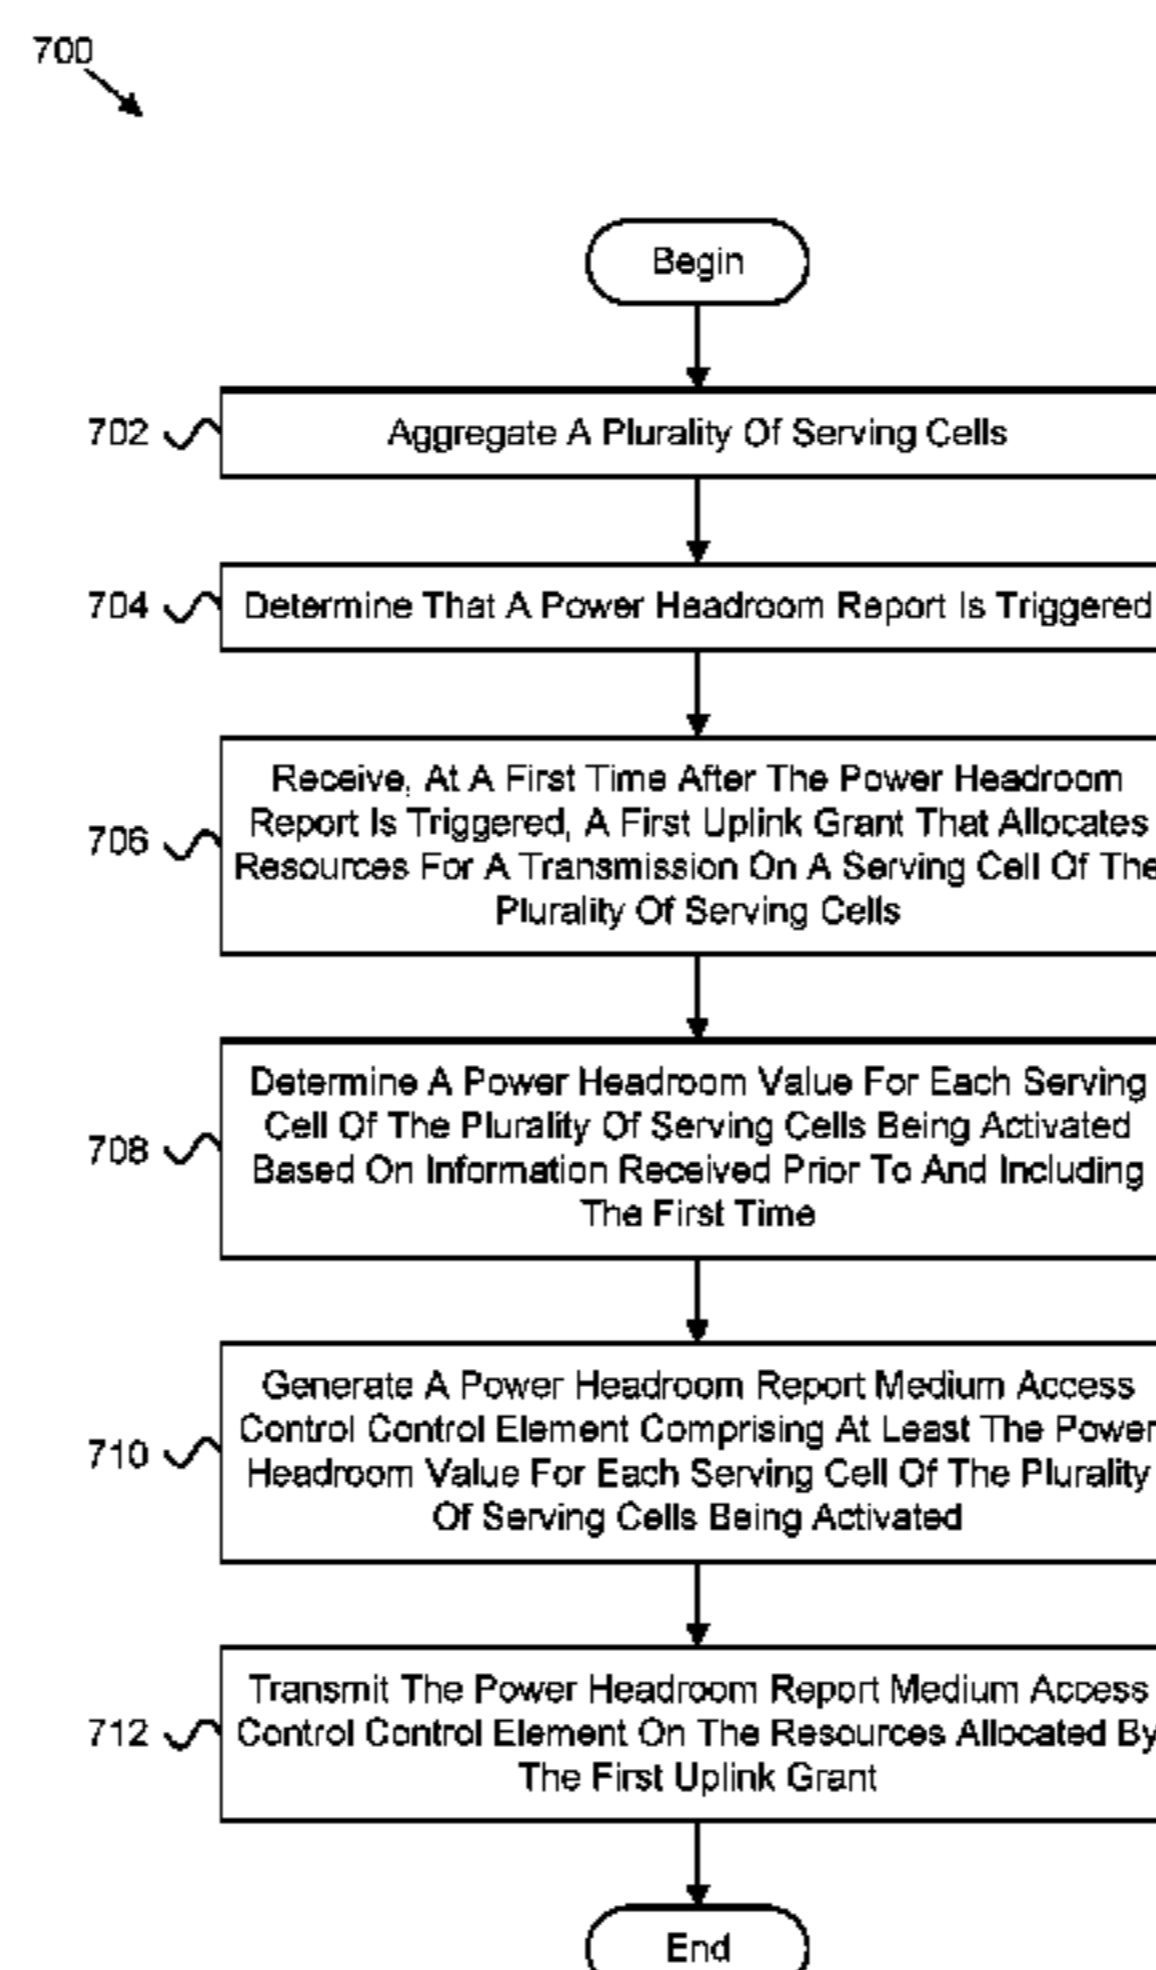 700
Begin
702
Aggregate A Plurality Of Serving Cells
704
Determine That A Power Headroom Report Is Triggered
706
Receive, At A First Time After The Power Headroom
Report Is Triggered, A First Uplink Grant That Allocates
Resources For A Transmission On A Serving Cell Of The
Plurality Of Serving Cells
708
Determine A Power Headroom Value For Each Serving
Cell Of The Plurality Of Serving Cells Being Activated
Based On Information Received Prior To And Including
The First Time
710
Generate A Power Headroom Report Medium Access
Control Control Element Comprising At Least The Power
Headroom Value For Each Serving Cell Of The Plurality
Of Serving Cells Being Activated
712
Transmit The Power Headroom Report Medium Access
Control Control Element On The Resources Allocated By
The First Uplink Grant
End